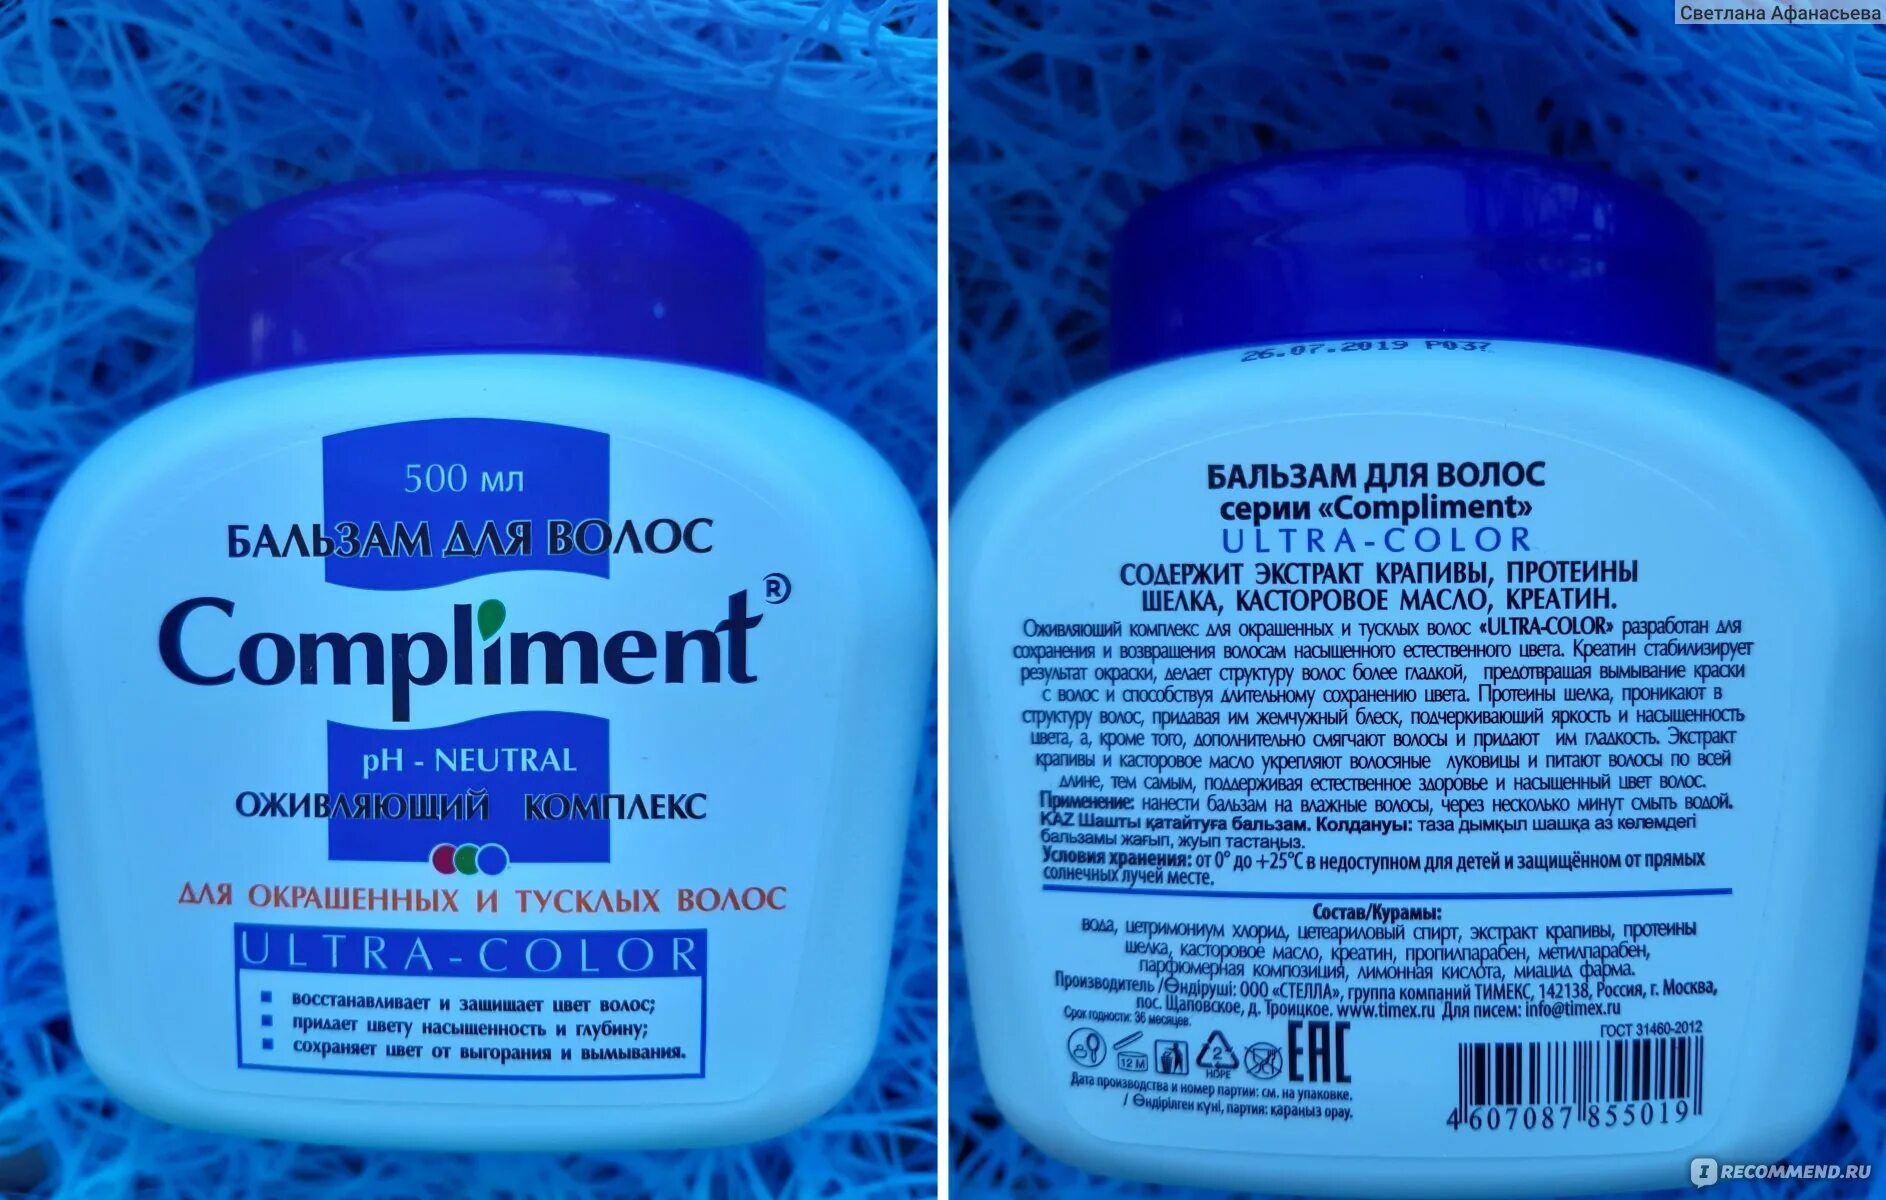 Светлана Афанасьева
500 мл
БАЛЬЗАМ ДЛЯ ВОЛОС
Compliment®
pH - NEUTRAL
ОЖИВЛЯЮЩИЙ КОМПЛЕКС
ДЛЯ ОКРАШЕННЫХ И ТУСКЛЫХ ВОЛОС
ULTRA-COLOR
восстанавливает и защищает цвет волос;
придает цвету насыщенность и глубину;
сохраняет цвет от выгорания и вымывания.
26.07.2019 P037
БАЛЬЗАМ ДЛЯ ВОЛОС
серии «Compliment»
ULTRA-COLOR
СОДЕРЖИТ ЭКСТРАКТ КРАПИВЫ, ПРОТЕИНЫ
ШЕЛКА, КАСТОРОВОЕ МАСЛО, КРЕАТИН.
Оживляющий комплекс для окрашенных и тусклых волос «ULTRA-COLOR» разработан для
сохранения и возвращения волосам насыщенного естественного цвета. Креатин стабилизирует
результат окраски, делает структуру волос более гладкой, предотвращая вымывание краски
с волос и способствуя длительному сохранению цвета. Протеины шелка, проникают в
структуру волос, придавая им жемчужный блеск, подчеркивающий яркость и насыщенность
цвета, а, кроме того, дополнительно смягчают волосы и придают им гладкость. Экстракт
крапивы и касторовое масло укрепляют волосяные луковицы и питают волосы по всей
длине, тем самым, поддерживая естественное здоровье и насыщенный цвет волос.
Применение: нанести бальзам на влажные волосы, через несколько минут смыть водой.
KAZ Шашты қатайтуға бальзам. Колдануы: таза дымқыл шашқа аз көлемдегі
бальзамы жағып, жуып тастаңыз.
Условия хранения: от 0° до +25°С в недоступном для детей и защищённом от прямых
солнечных лучей месте.
Состав/Курамы:
вода, цетримониум хлорид, цетеариловый спирт, экстракт крапивы, протеины
шелка, касторовое масло, креатин, пропилпарабен, метилпарабен,
парфюмерная композиция, лимонная кислота, миацид фарма.
Производитель /Өндіруші: ООО «СТЕЛЛА», группа компаний ТИМЕКС, 142138, Россия, г. Москва,
пос. Щаповское, д. Троицкое. www.timex.ru Для писем: info@timex.ru
Срок годности: 36 месяцев.
ГОСТ 31460-2012
12 M
2
HDPE
EAC
Дата производства и номер партии: см. на упаковке.
/ Өндірілген күні, партия: қараңыз орау.
4 607087 855019
I RECOMMEND.RU